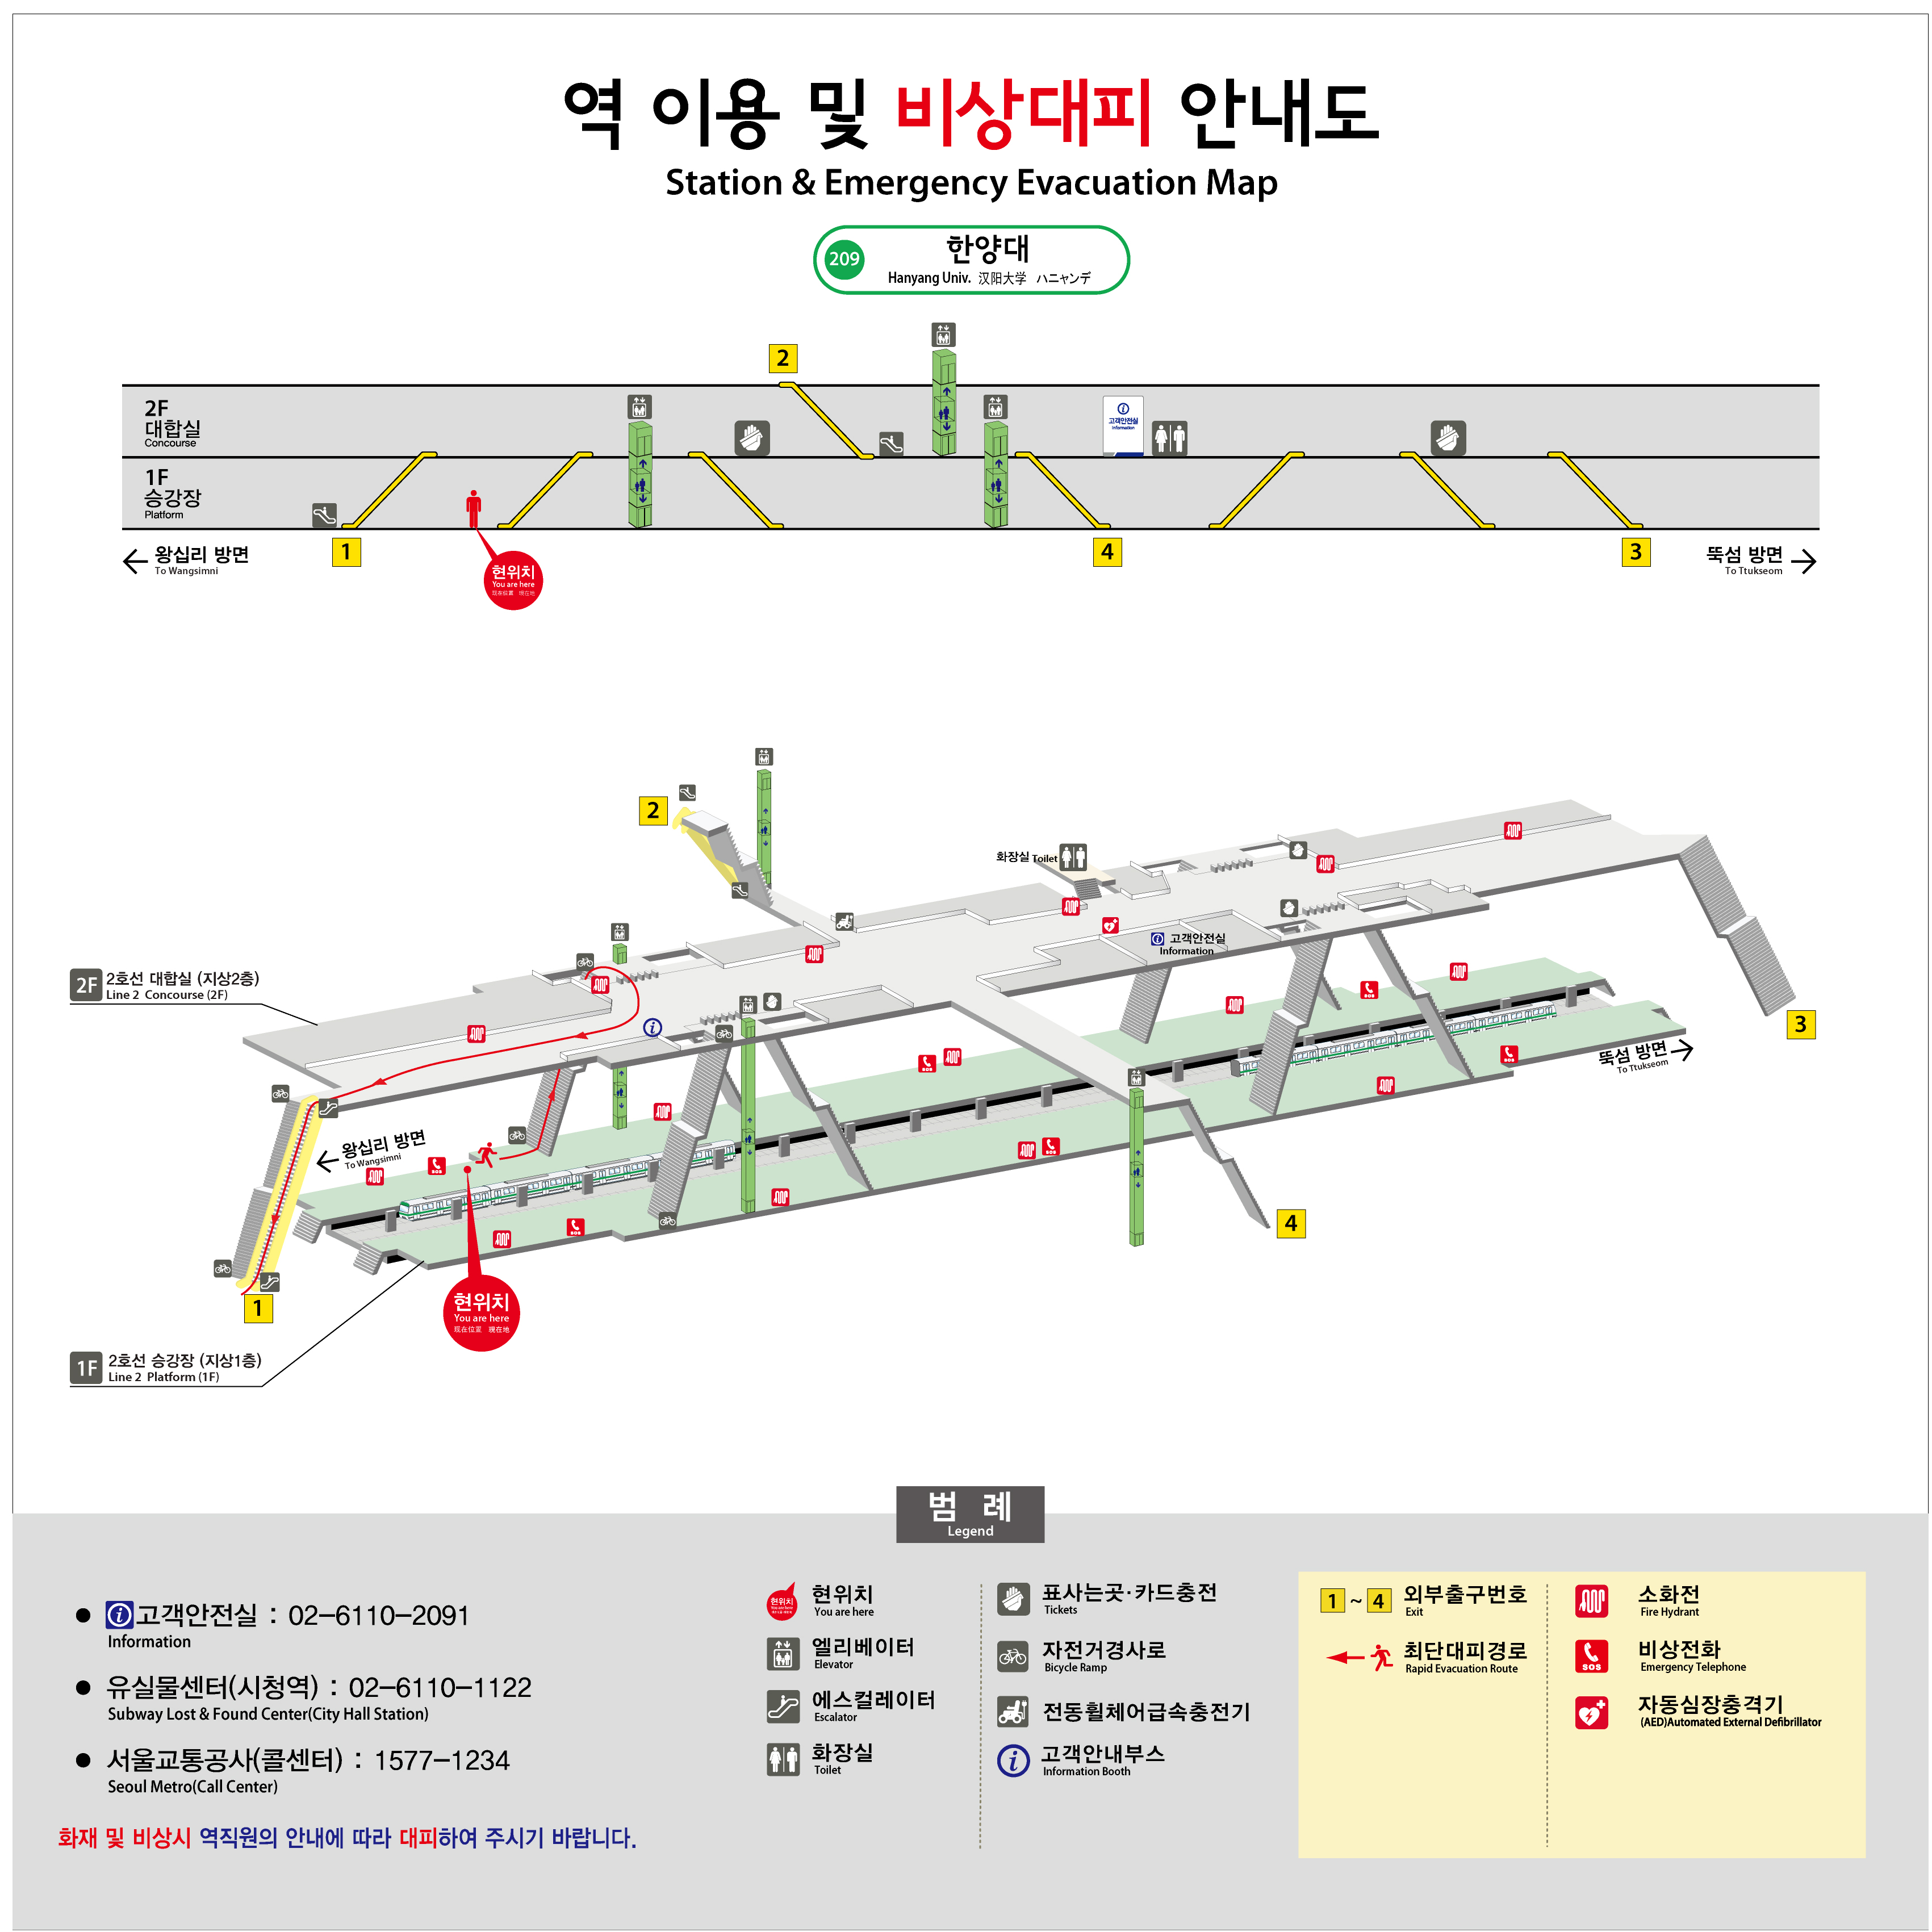 역 이용 및 비상대피 안내도
Station & Emergency Evacuation Map
209
한양대
Hanyang Univ. 汉阳大学 ハニャンデ
2
2F
대합실
Concourse
고객안전실
Information
1F
승강장
Platform
1
4
3
← 왕십리 방면
To Wangsimni
현위치
You are here
现在位置 現在地
뚝섬 방면 →
To Ttukseom
2
화장실 Toilet
고객안전실
Information
2F 2호선 대합실 (지상2층)
Line 2 Concourse (2F)
3
뚝섬 방면 →
To Ttukseom
← 왕십리 방면
To Wangsimni
SOS
SOS
SOS
SOS
SOS
SOS
4
1
현위치
You are here
现在位置 現在地
1F 2호선 승강장 (지상1층)
Line 2 Platform (1F)
범 례
Legend
● 고객안전실 : 02-6110-2091
Information
● 유실물센터(시청역) : 02-6110-1122
Subway Lost & Found Center(City Hall Station)
● 서울교통공사(콜센터) : 1577-1234
Seoul Metro(Call Center)
화재 및 비상시 역직원의 안내에 따라 대피하여 주시기 바랍니다.
현위치
현위치
You are here
엘리베이터
Elevator
에스컬레이터
Escalator
화장실
Toilet
표사는곳·카드충전
Tickets
자전거경사로
Bicycle Ramp
전동휠체어급속충전기
고객안내부스
Information Booth
1 ~ 4 외부출구번호
Exit
최단대피경로
Rapid Evacuation Route
소화전
Fire Hydrant
SOS
비상전화
Emergency Telephone
자동심장충격기
(AED)Automated External Defibrillator